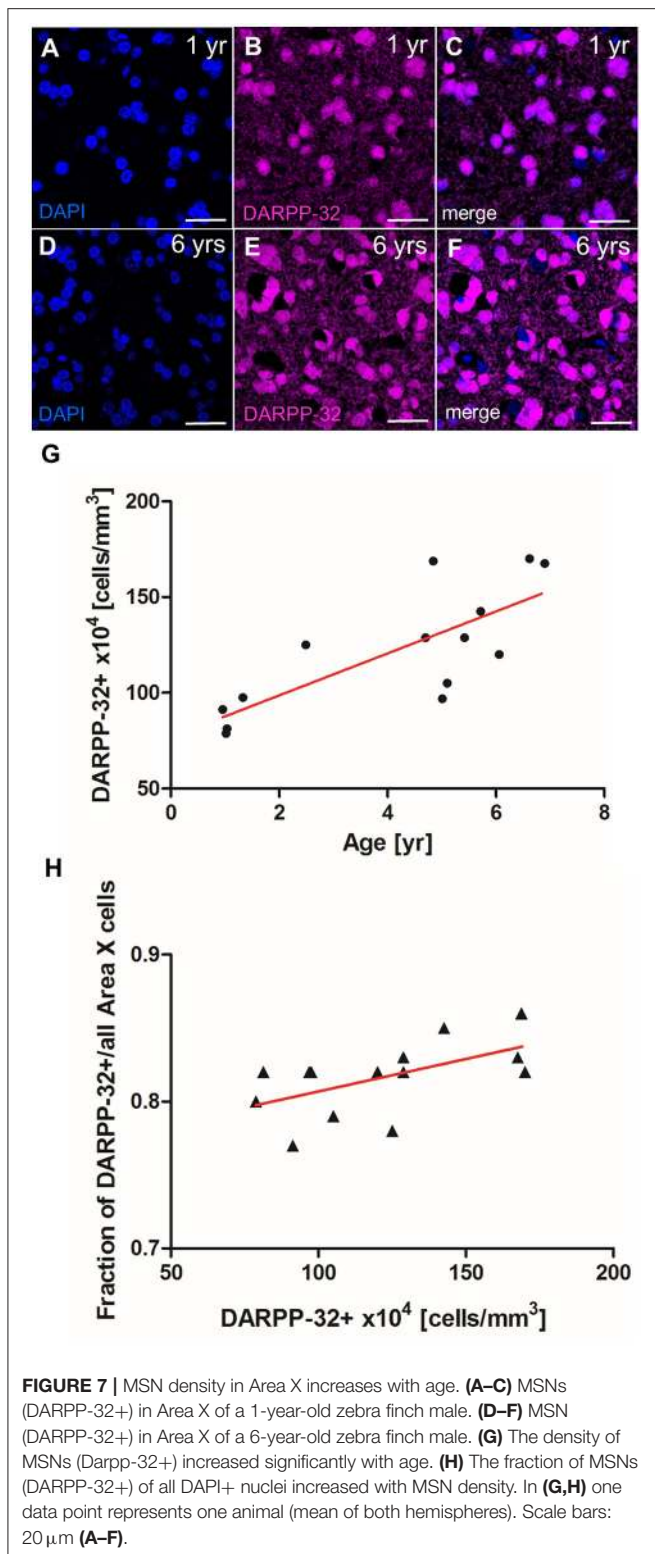 A 1 yr B 1 yr C 1 yr
DAPI DARPP-32 merge
D 6 yrs E 6 yrs F 6 yrs
DAPI DARPP-32 merge
G
DARPP-32+ x10⁴ [cells/mm³]
200
150
100
50
0 2 4 6 8
Age [yr]
H
Fraction of DARPP-32+/all Area X cells
0.9
0.8
0.7
50 100 150 200
DARPP-32+ x10⁴ [cells/mm³]
FIGURE 7 | MSN density in Area X increases with age. (A–C) MSNs
(DARPP-32+) in Area X of a 1-year-old zebra finch male. (D–F) MSN
(DARPP-32+) in Area X of a 6-year-old zebra finch male. (G) The density of
MSNs (Darpp-32+) increased significantly with age. (H) The fraction of MSNs
(DARPP-32+) of all DAPI+ nuclei increased with MSN density. In (G,H) one
data point represents one animal (mean of both hemispheres). Scale bars:
20 μm (A–F).